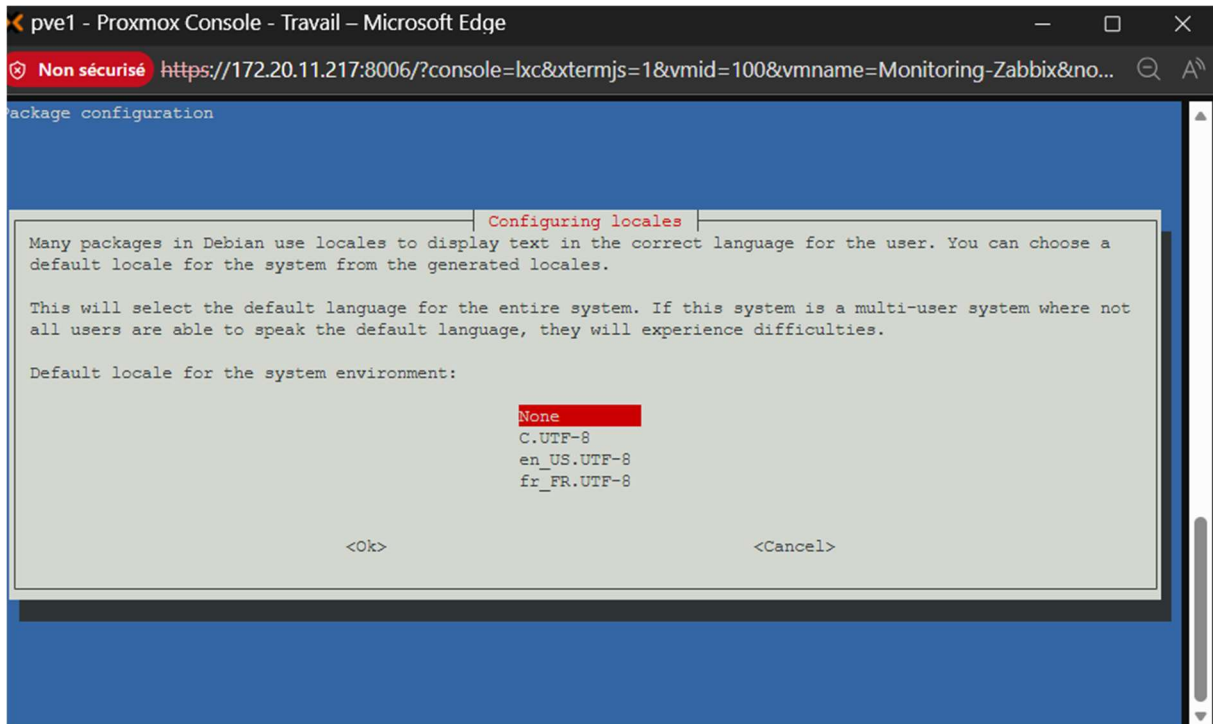 pve1 - Proxmox Console - Travail – Microsoft Edge
Non sécurisé https://172.20.11.217:8006/?console=lxc&xtermjs=1&vmid=100&vmname=Monitoring-Zabbix&no... A
Package configuration
Configuring locales
Many packages in Debian use locales to display text in the correct language for the user. You can choose a
default locale for the system from the generated locales.
This will select the default language for the entire system. If this system is a multi-user system where not
all users are able to speak the default language, they will experience difficulties.
Default locale for the system environment:
None
C.UTF-8
en_US.UTF-8
fr_FR.UTF-8
<Ok> <Cancel>